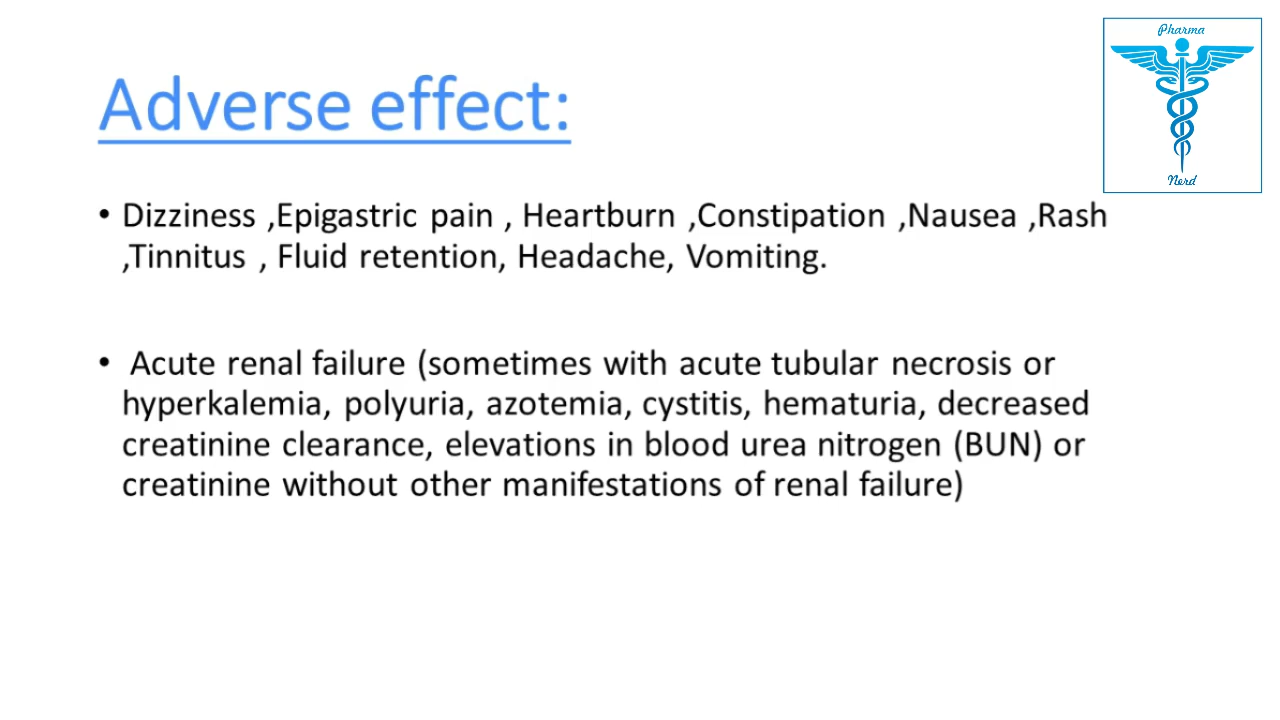 Pharma
Adverse effect:
Nerd
• Dizziness ,Epigastric pain , Heartburn ,Constipation ,Nausea ,Rash
,Tinnitus , Fluid retention, Headache, Vomiting.
• Acute renal failure (sometimes with acute tubular necrosis or
hyperkalemia, polyuria, azotemia, cystitis, hematuria, decreased
creatinine clearance, elevations in blood urea nitrogen (BUN) or
creatinine without other manifestations of renal failure)